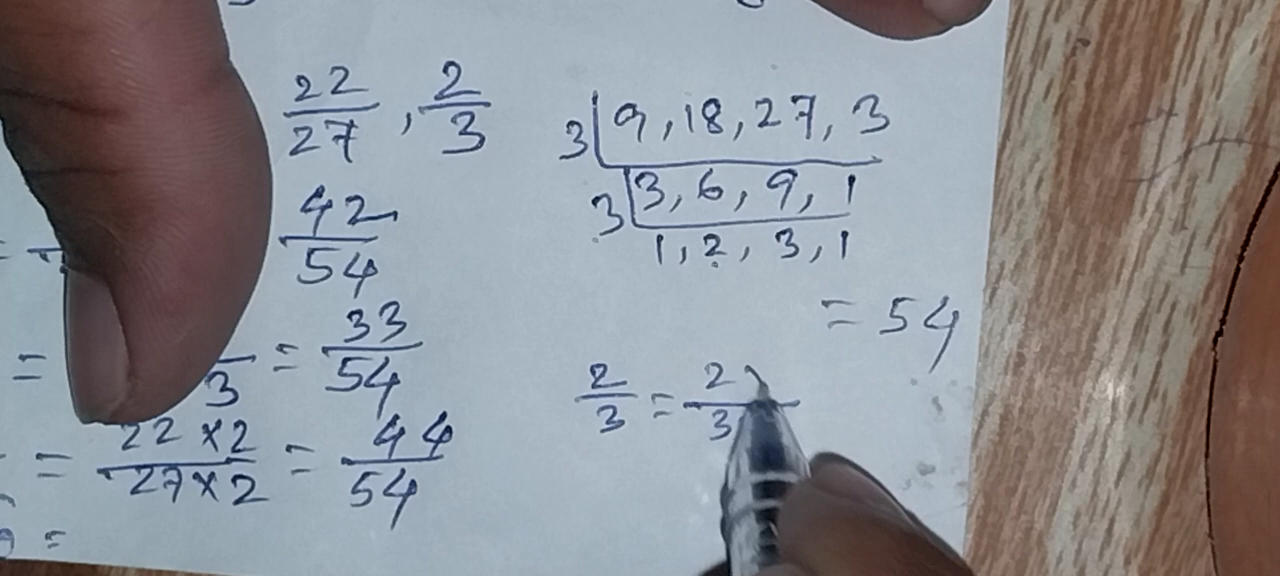 22/27 , 2/3
3 | 9, 18, 27, 3
3 | 3, 6, 9, 1
1, 2, 3, 1
42/54
= 54
= 3 = 33/54
2/3 = 2/3
= 22×2/27×2 = 44/54
=